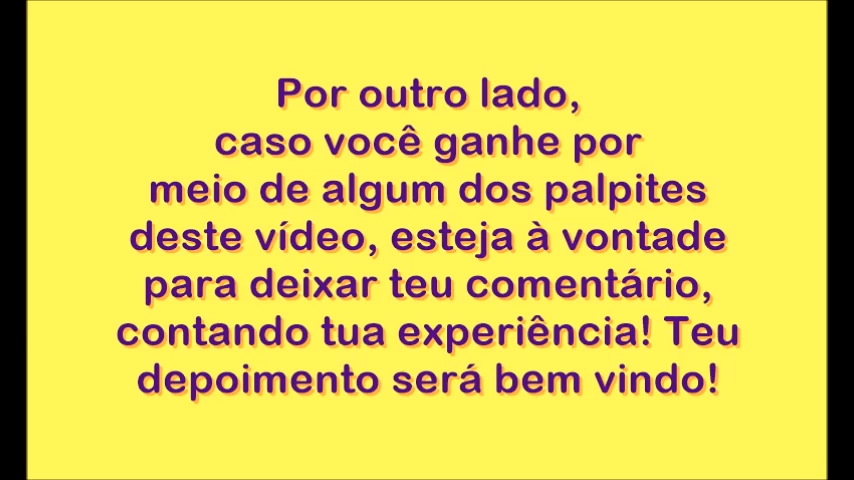 Por outro lado,
caso você ganhe por
meio de algum dos palpites
deste vídeo, esteja à vontade
para deixar teu comentário,
contando tua experiência! Teu
depoimento será bem vindo!